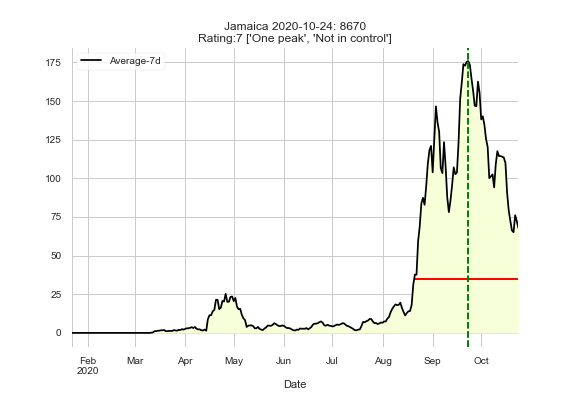 Jamaica 2020-10-24: 8670
Rating:7 ['One peak', 'Not in control']
Average-7d
175
150
125
100
75
50
25
0
Feb Mar Apr May Jun Jul Aug Sep Oct
2020
Date